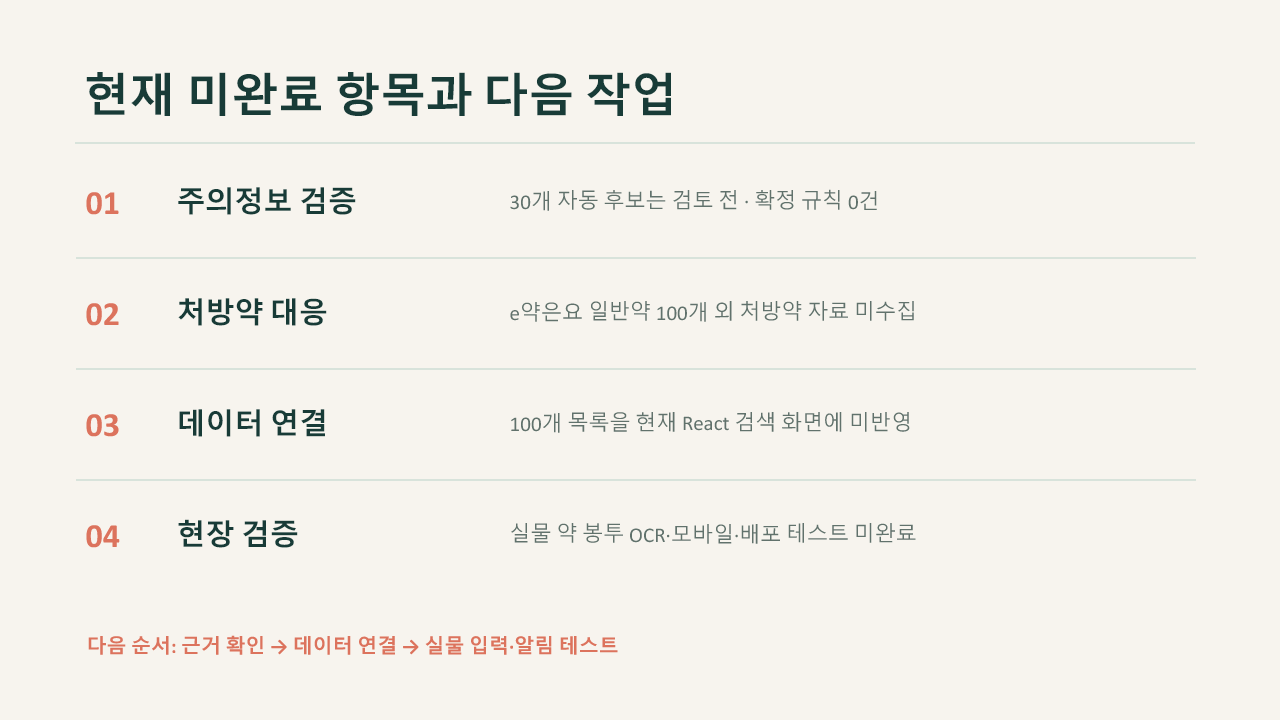 현재 미완료 항목과 다음 작업
01 주의정보 검증 30개 자동 후보는 검토 전 · 확정 규칙 0건
02 처방약 대응 e약은요 일반약 100개 외 처방약 자료 미수집
03 데이터 연결 100개 목록을 현재 React 검색 화면에 미반영
04 현장 검증 실물 약 봉투 OCR·모바일·배포 테스트 미완료
다음 순서: 근거 확인 → 데이터 연결 → 실물 입력·알림 테스트